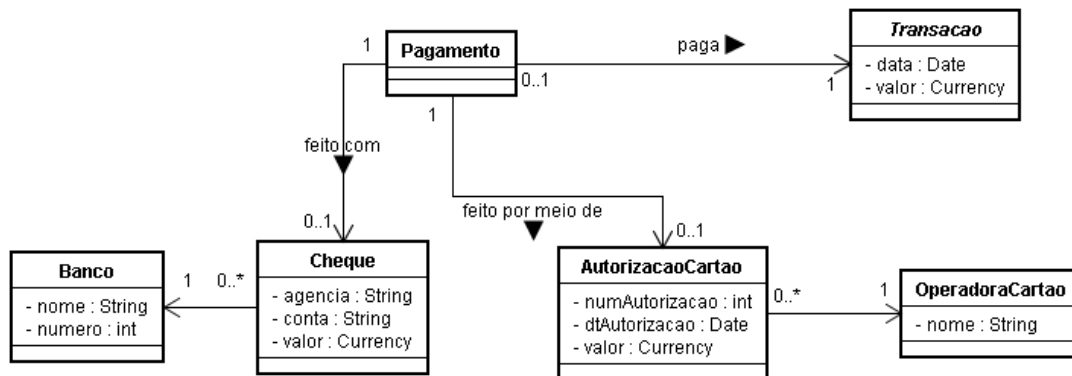 Pagamento
1
paga ▶
0..1
1
Transacao
- data : Date
- valor : Currency
1
feito com
▼
feito por meio de
▼
0..1
0..1
Banco
- nome : String
- numero : int
1
0..*
Cheque
- agencia : String
- conta : String
- valor : Currency
AutorizacaoCartao
- numAutorizacao : int
- dtAutorizacao : Date
- valor : Currency
0..*
1
OperadoraCartao
- nome : String